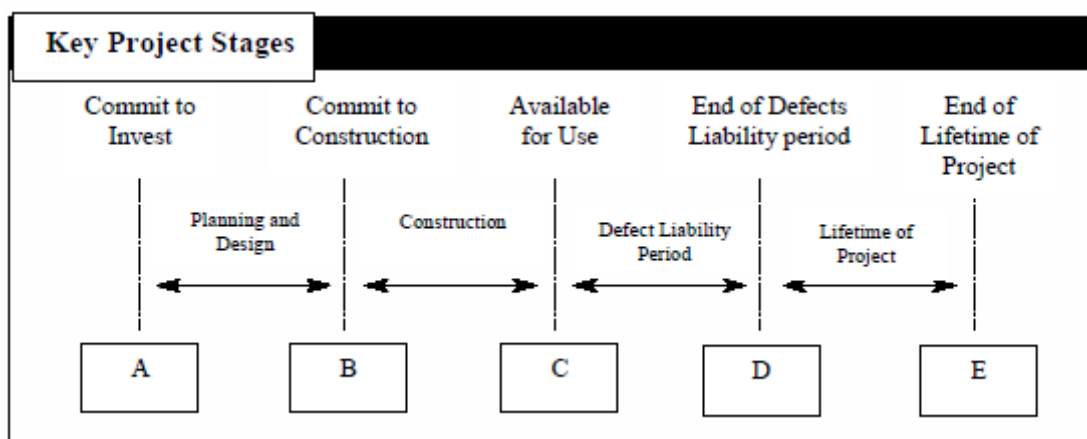 Key Project Stages
Commit to
Invest
Commit to
Construction
Available
for Use
End of Defects
Liability period
End of
Lifetime of
Project
Planning and
Design
Construction
Defect Liability
Period
Lifetime of
Project
A
B
C
D
E